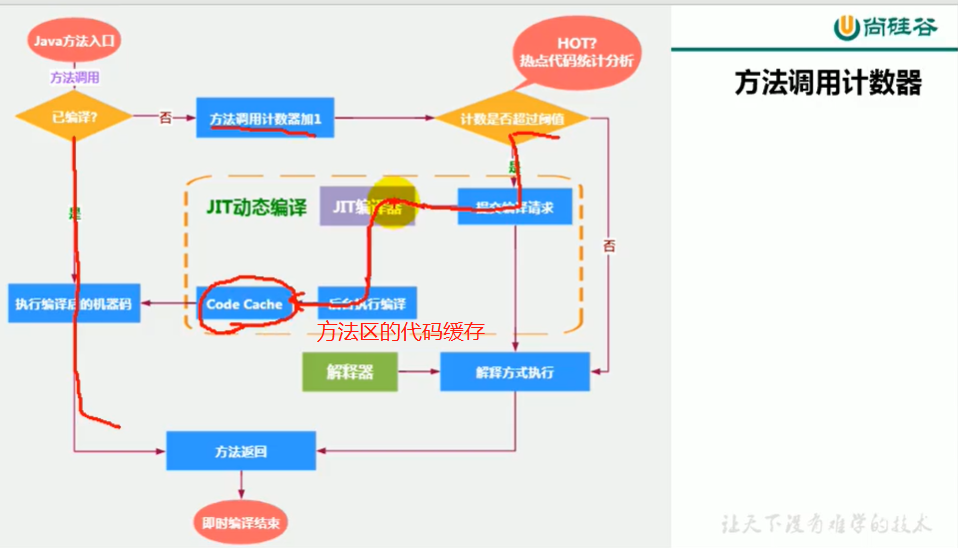 Java方法入口
HOT?
热点代码统计分析
尚硅谷
方法调用计数器
方法调用
已编译?
否
方法调用计数器加1
计数是否超过阈值
是
JIT动态编译
JIT编译器
提交编译请求
是
否
执行编译后的机器码
Code Cache
后台执行编译
方法区的代码缓存
解释器
解释方式执行
方法返回
即时编译结束
让天下没有难学的技术